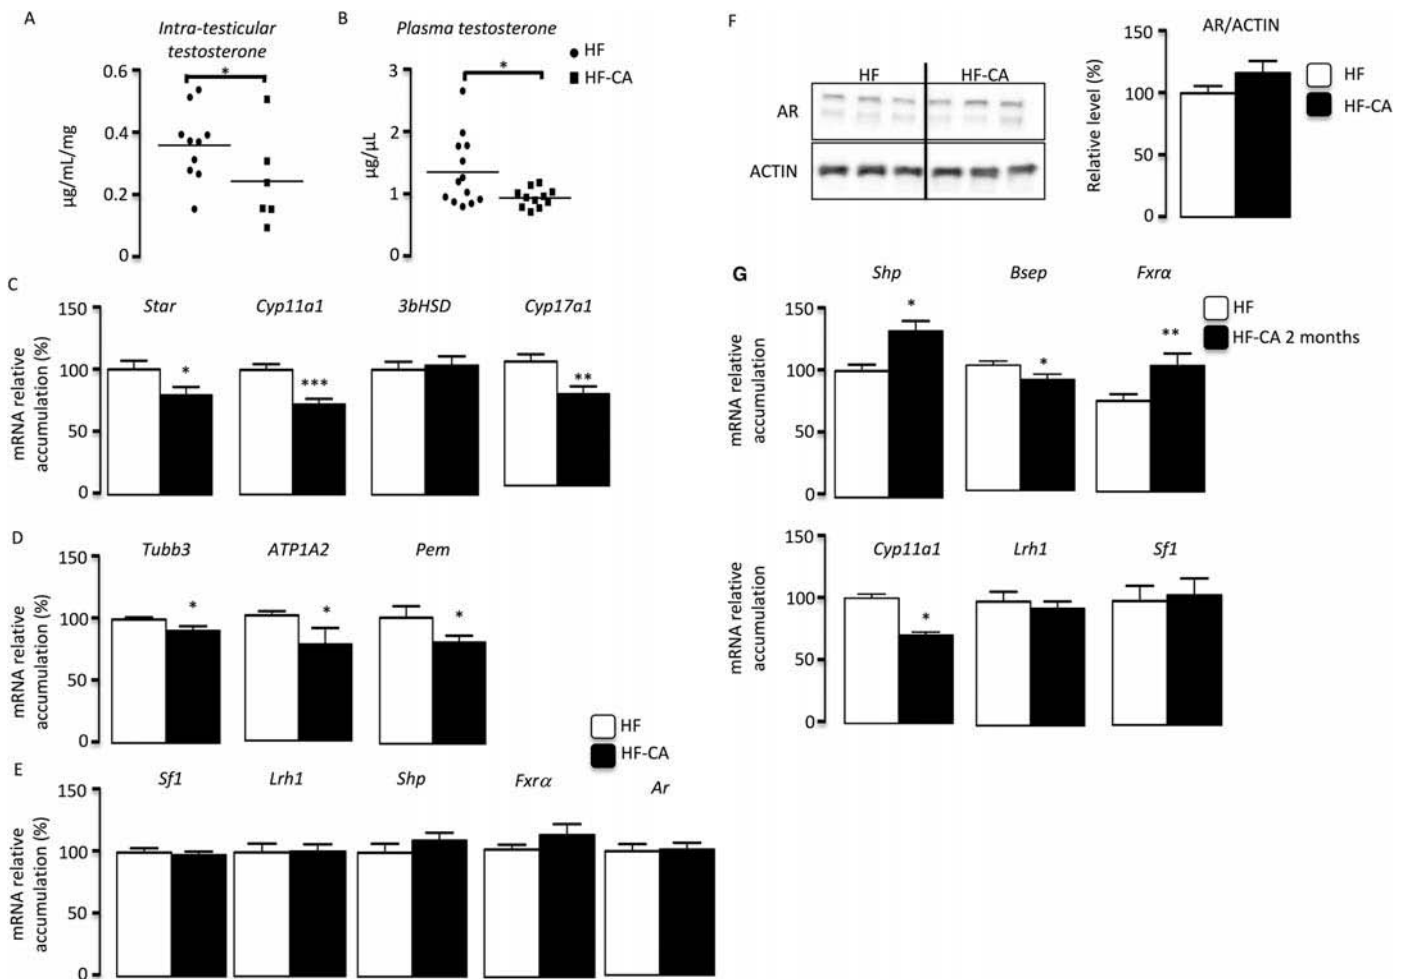 A
Intra-testicular
testosterone
*
0.6
0.4
0.2
0
µg/mL/mg
B
Plasma testosterone
*
HF
HF-CA
3
2
1
0
µg/µL
C
Star
Cyp11a1
3bHSD
Cyp17a1
150
100
50
0
mRNA relative
accumulation (%)
*
***
**
D
Tubb3
ATP1A2
Pem
150
100
50
0
mRNA relative
accumulation (%)
*
*
*
HF
HF-CA
E
Sf1
Lrh1
Shp
Fxrα
Ar
150
100
50
0
mRNA relative
accumulation (%)
F
HF
HF-CA
AR
ACTIN
AR/ACTIN
150
100
50
0
Relative level (%)
HF
HF-CA
G
Shp
Bsep
Fxrα
150
100
50
0
mRNA relative
accumulation
*
*
**
HF
HF-CA 2 months
Cyp11a1
Lrh1
Sf1
150
100
50
0
mRNA relative
accumulation
*